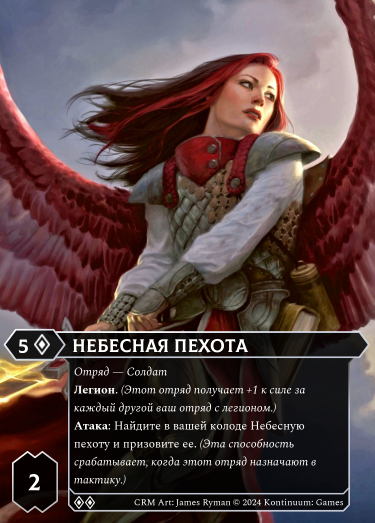 5 НЕБЕСНАЯ ПЕХОТА
Отряд — Солдат
Легион. (Этот отряд получает +1 к силе за
каждый другой ваш отряд с легионом.)
Атака: Найдите в вашей колоде Небесную
пехоту и призовите ее. (Эта способность
срабатывает, когда этот отряд назначают в
тактику.)
2
CRM Art: James Ryman © 2024 Kontinuum: Games